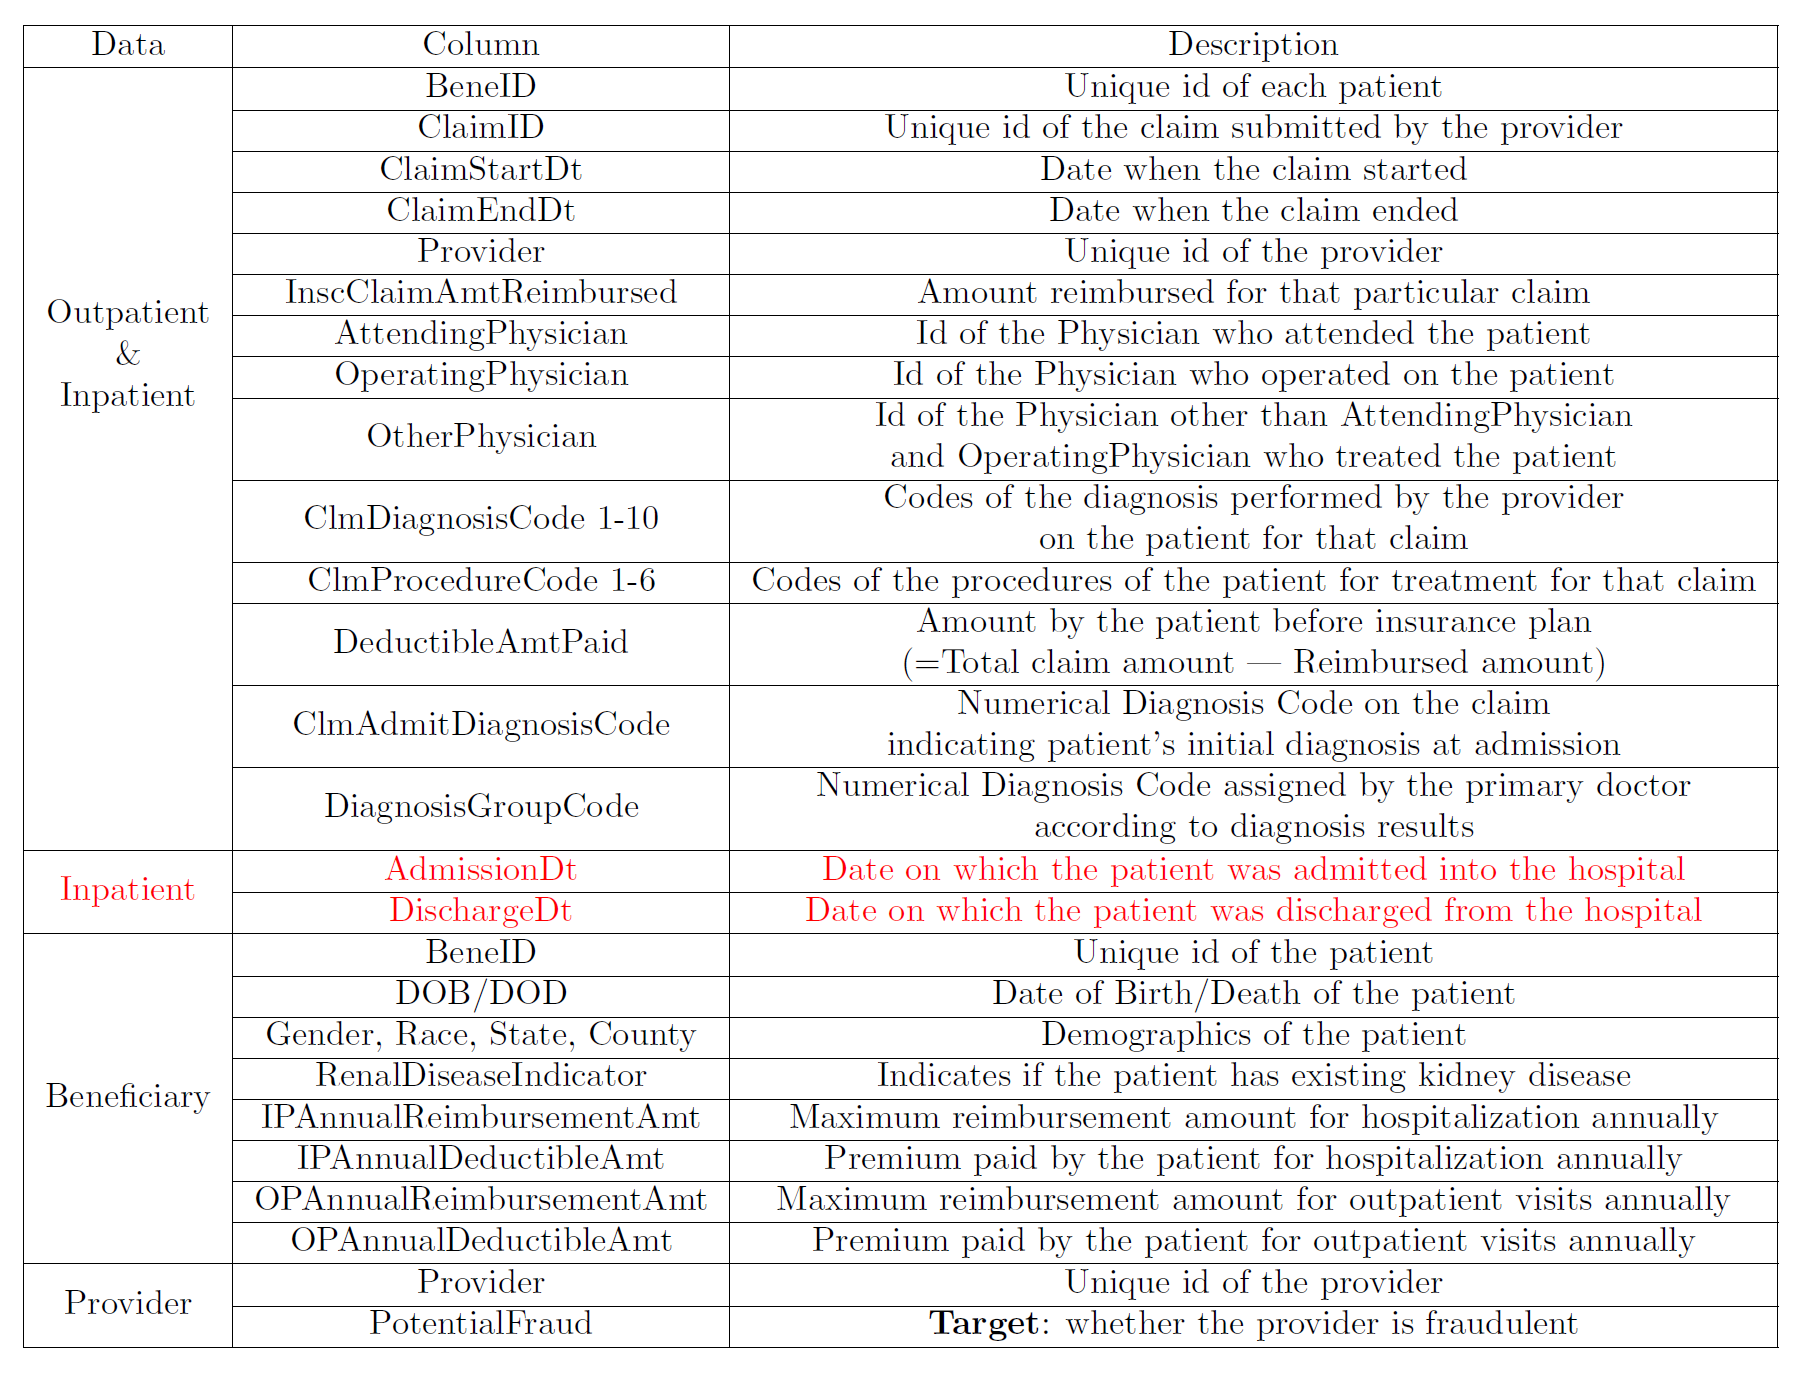 Data Column Description
Outpatient
&
Inpatient
BeneID Unique id of each patient
ClaimID Unique id of the claim submitted by the provider
ClaimStartDt Date when the claim started
ClaimEndDt Date when the claim ended
Provider Unique id of the provider
InscClaimAmtReimbursed Amount reimbursed for that particular claim
AttendingPhysician Id of the Physician who attended the patient
OperatingPhysician Id of the Physician who operated on the patient
OtherPhysician Id of the Physician other than AttendingPhysician
and OperatingPhysician who treated the patient
ClmDiagnosisCode 1-10 Codes of the diagnosis performed by the provider
on the patient for that claim
ClmProcedureCode 1-6 Codes of the procedures of the patient for treatment for that claim
DeductibleAmtPaid Amount by the patient before insurance plan
(=Total claim amount — Reimbursed amount)
ClmAdmitDiagnosisCode Numerical Diagnosis Code on the claim
indicating patient's initial diagnosis at admission
DiagnosisGroupCode Numerical Diagnosis Code assigned by the primary doctor
according to diagnosis results
Inpatient
AdmissionDt Date on which the patient was admitted into the hospital
DischargeDt Date on which the patient was discharged from the hospital
Beneficiary
BeneID Unique id of the patient
DOB/DOD Date of Birth/Death of the patient
Gender, Race, State, County Demographics of the patient
RenalDiseaseIndicator Indicates if the patient has existing kidney disease
IPAnnualReimbursementAmt Maximum reimbursement amount for hospitalization annually
IPAnnualDeductibleAmt Premium paid by the patient for hospitalization annually
OPAnnualReimbursementAmt Maximum reimbursement amount for outpatient visits annually
OPAnnualDeductibleAmt Premium paid by the patient for outpatient visits annually
Provider
Provider Unique id of the provider
PotentialFraud Target: whether the provider is fraudulent